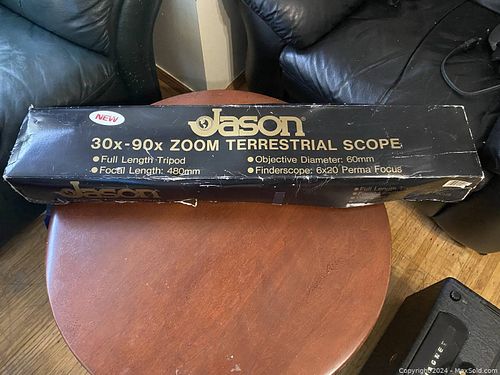 NEW
Jason
30x-90x ZOOM TERRESTRIAL SCOPE
● Full Length Tripod ● Objective Diameter: 60mm
● Focal Length: 480mm ● Finderscope: 6x20 Perma Focus
Jason
Copyright 2024 - MaxSold.com